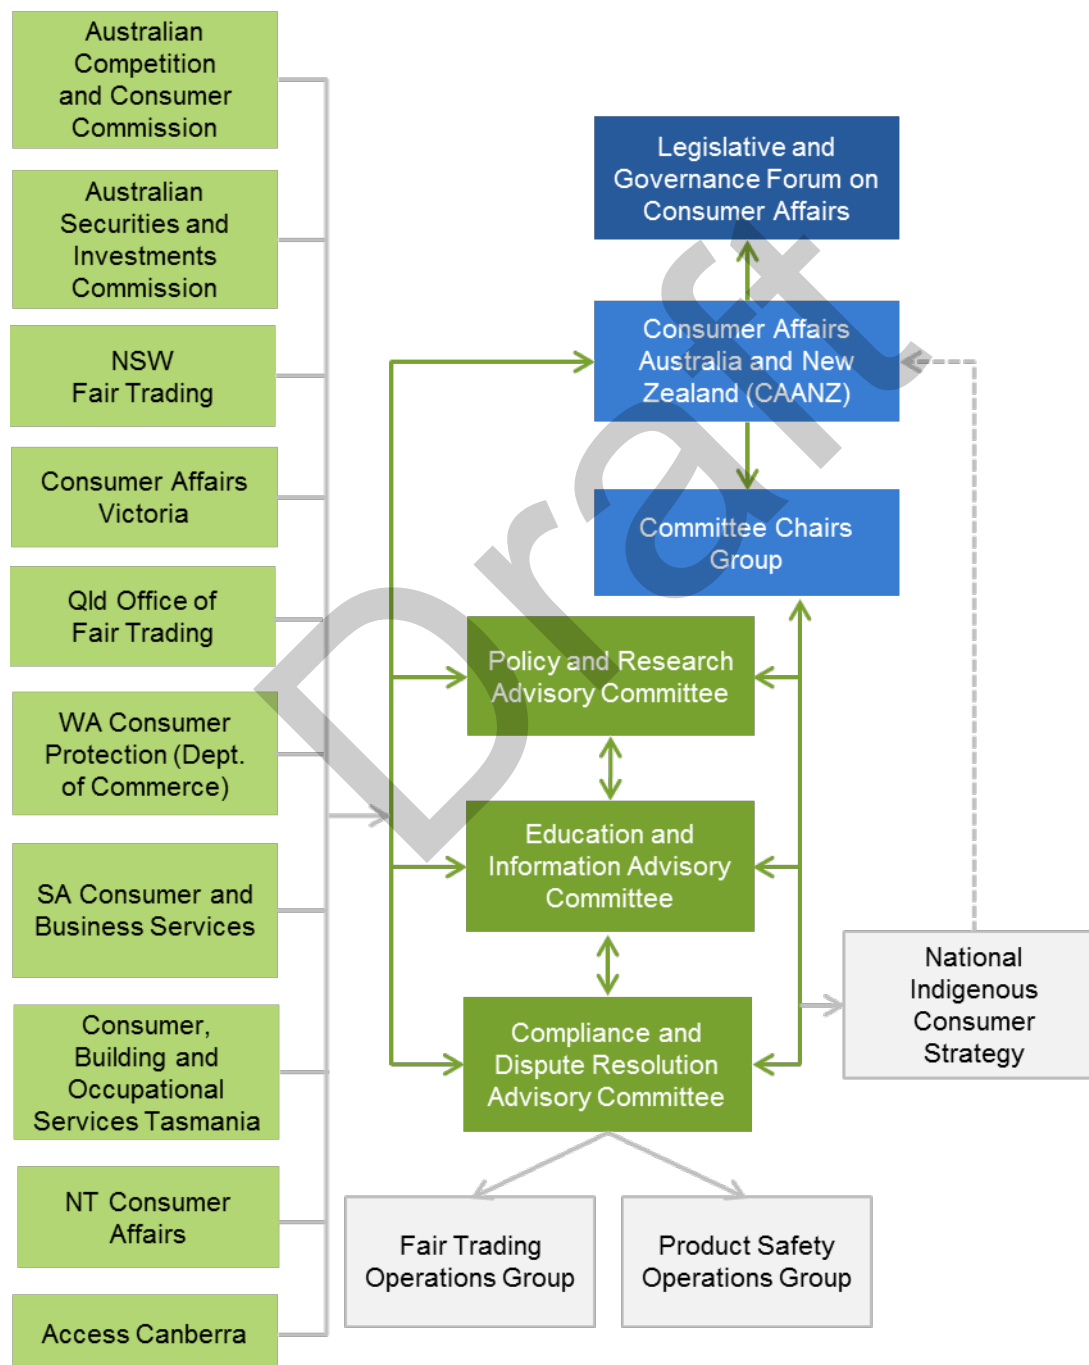 Australian
Competition
and Consumer
Commission
Australian
Securities and
Investments
Commission
NSW
Fair Trading
Consumer Affairs
Victoria
Qld Office of
Fair Trading
WA Consumer
Protection (Dept.
of Commerce)
SA Consumer and
Business Services
Consumer,
Building and
Occupational
Services Tasmania
NT Consumer
Affairs
Access Canberra
Legislative and
Governance Forum on
Consumer Affairs
Consumer Affairs
Australia and New
Zealand (CAANZ)
Committee Chairs
Group
Policy and Research
Advisory Committee
Education and
Information Advisory
Committee
Compliance and
Dispute Resolution
Advisory Committee
National
Indigenous
Consumer
Strategy
Fair Trading
Operations Group
Product Safety
Operations Group
Draft